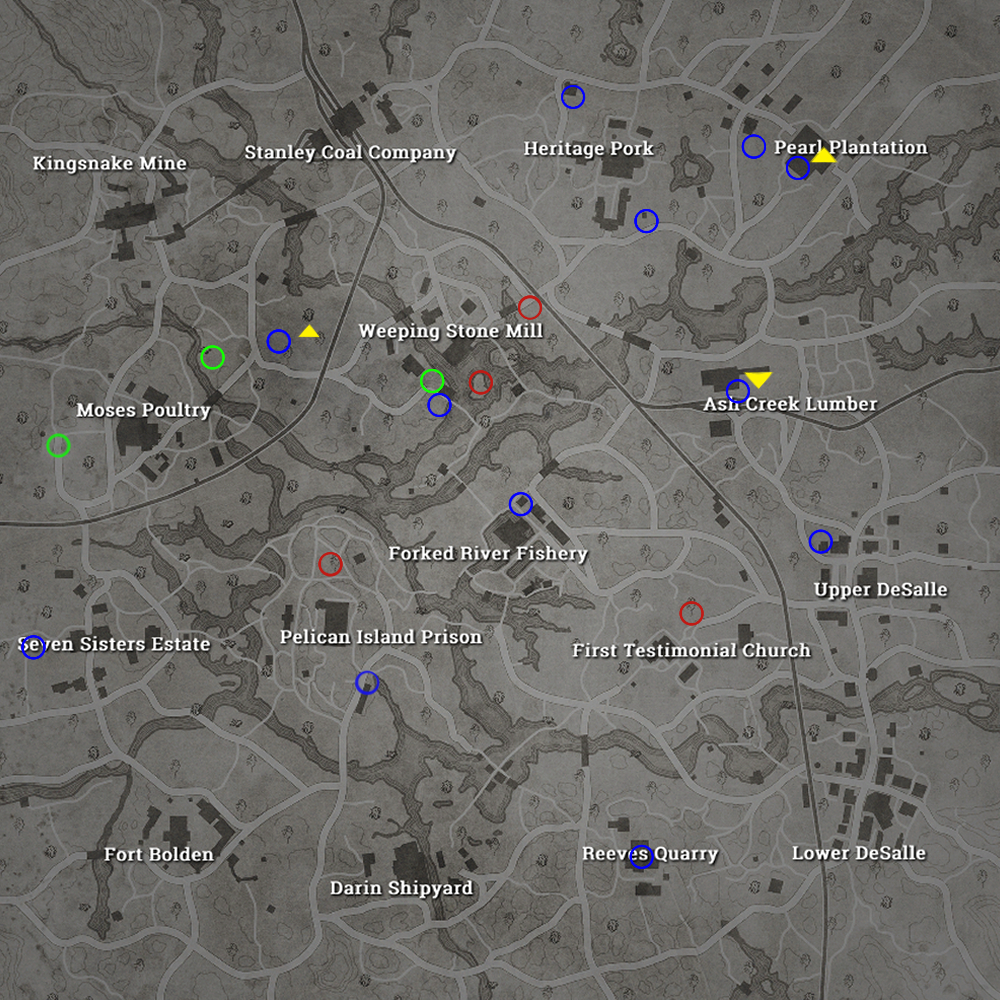 Heritage Pork
Pearl Plantation
Stanley Coal Company
Kingsnake Mine
Weeping Stone Mill
Ash Creek Lumber
Moses Poultry
Forked River Fishery
Upper DeSalle
Pelican Island Prison
Seven Sisters Estate
First Testimonial Church
Fort Bolden
Reeves Quarry
Lower DeSalle
Darin Shipyard